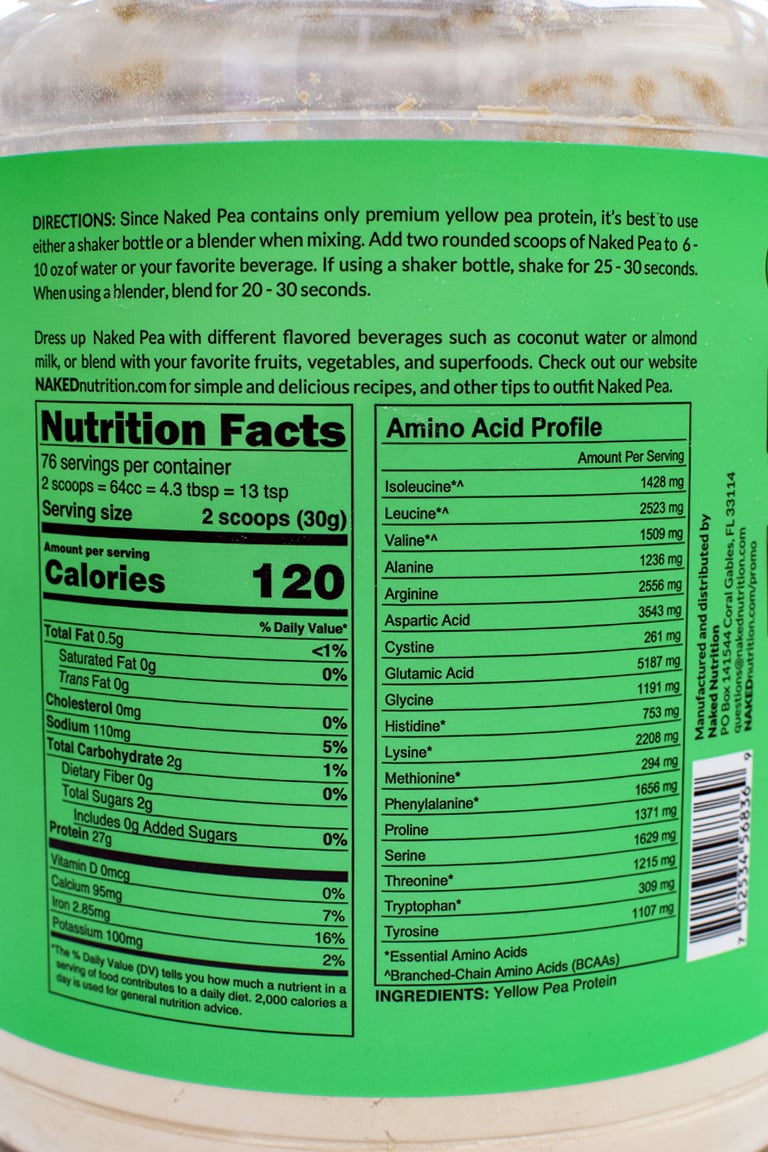 DIRECTIONS: Since Naked Pea contains only premium yellow pea protein, it's best to use
either a shaker bottle or a blender when mixing. Add two rounded scoops of Naked Pea to 6 -
10 oz of water or your favorite beverage. If using a shaker bottle, shake for 25 - 30 seconds.
When using a blender, blend for 20 - 30 seconds.
Dress up Naked Pea with different flavored beverages such as coconut water or almond
milk, or blend with your favorite fruits, vegetables, and superfoods. Check out our website
NAKEDnutrition.com for simple and delicious recipes, and other tips to outfit Naked Pea.
Nutrition Facts
76 servings per container
2 scoops = 64cc = 4.3 tbsp = 13 tsp
Serving size 2 scoops (30g)
Amount per serving
Calories 120
% Daily Value*
Total Fat 0.5g <1%
Saturated Fat 0g 0%
Trans Fat 0g
Cholesterol 0mg 0%
Sodium 110mg 5%
Total Carbohydrate 2g 1%
Dietary Fiber 0g 0%
Total Sugars 2g
Includes 0g Added Sugars 0%
Protein 27g
Vitamin D 0mcg 0%
Calcium 95mg 7%
Iron 2.85mg 16%
Potassium 100mg 2%
*The % Daily Value (DV) tells you how much a nutrient in a
serving of food contributes to a daily diet. 2,000 calories a
day is used for general nutrition advice.
Amino Acid Profile
Amount Per Serving
Isoleucine*^ 1428 mg
Leucine*^ 2523 mg
Valine*^ 1509 mg
Alanine 1236 mg
Arginine 2556 mg
Aspartic Acid 3543 mg
Cystine 261 mg
Glutamic Acid 5187 mg
Glycine 1191 mg
Histidine* 753 mg
Lysine* 2208 mg
Methionine* 294 mg
Phenylalanine* 1656 mg
Proline 1371 mg
Serine 1629 mg
Threonine* 1215 mg
Tryptophan* 309 mg
Tyrosine 1107 mg
*Essential Amino Acids
^Branched-Chain Amino Acids (BCAAs)
INGREDIENTS: Yellow Pea Protein
Manufactured and distributed by
Naked Nutrition
PO Box 141544 Coral Gables, FL 33114
questions@nakednutrition.com
NAKEDnutrition.com/promo
7 02534 56836 9